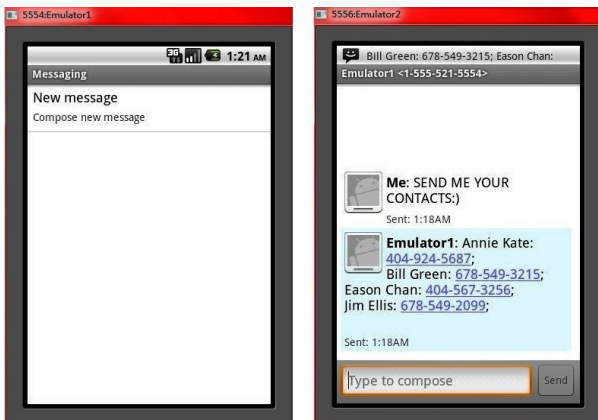 5554:Emulator1
3G
1:21 AM
Messaging
New message
Compose new message
5556:Emulator2
Bill Green: 678-549-3215; Eason Chan:
Emulator1 <1-555-521-5554>
Me: SEND ME YOUR
CONTACTS:)
Sent: 1:18AM
Emulator1: Annie Kate:
404-924-5687;
Bill Green: 678-549-3215;
Eason Chan: 404-567-3256;
Jim Ellis: 678-549-2099;
Sent: 1:18AM
Type to compose
Send